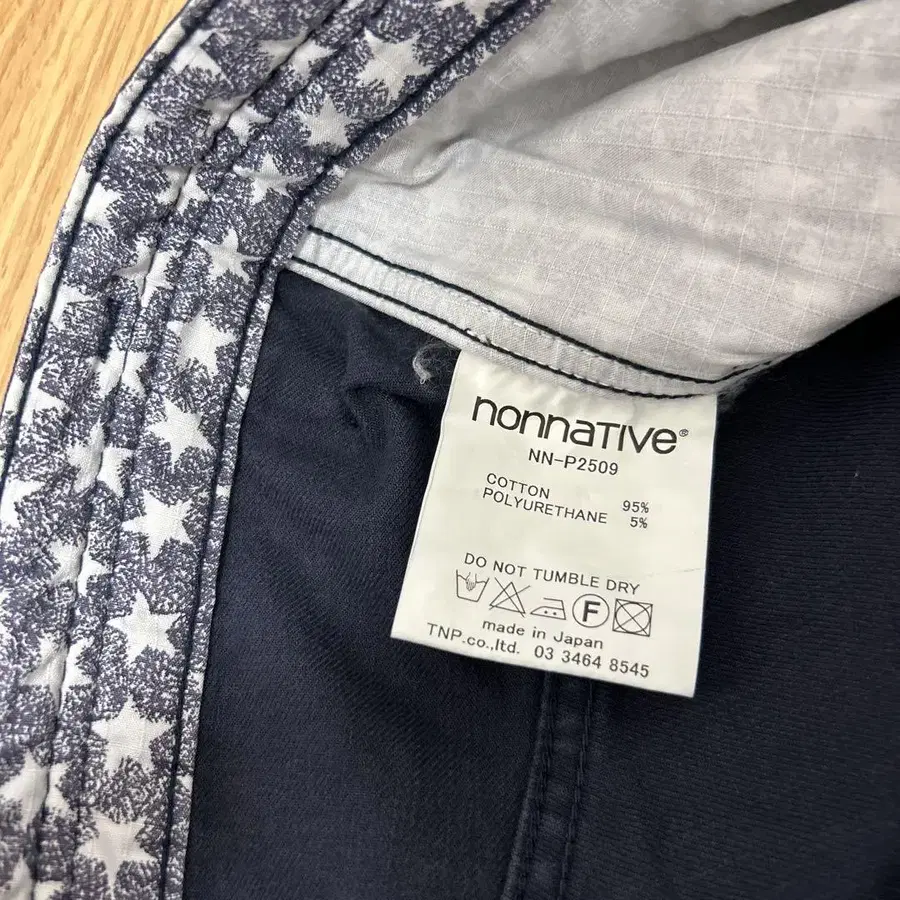 nonnative®
NN-P2509
COTTON 95%
POLYURETHANE 5%
DO NOT TUMBLE DRY
F
made in Japan
TNP.co.,ltd. 03 3464 8545